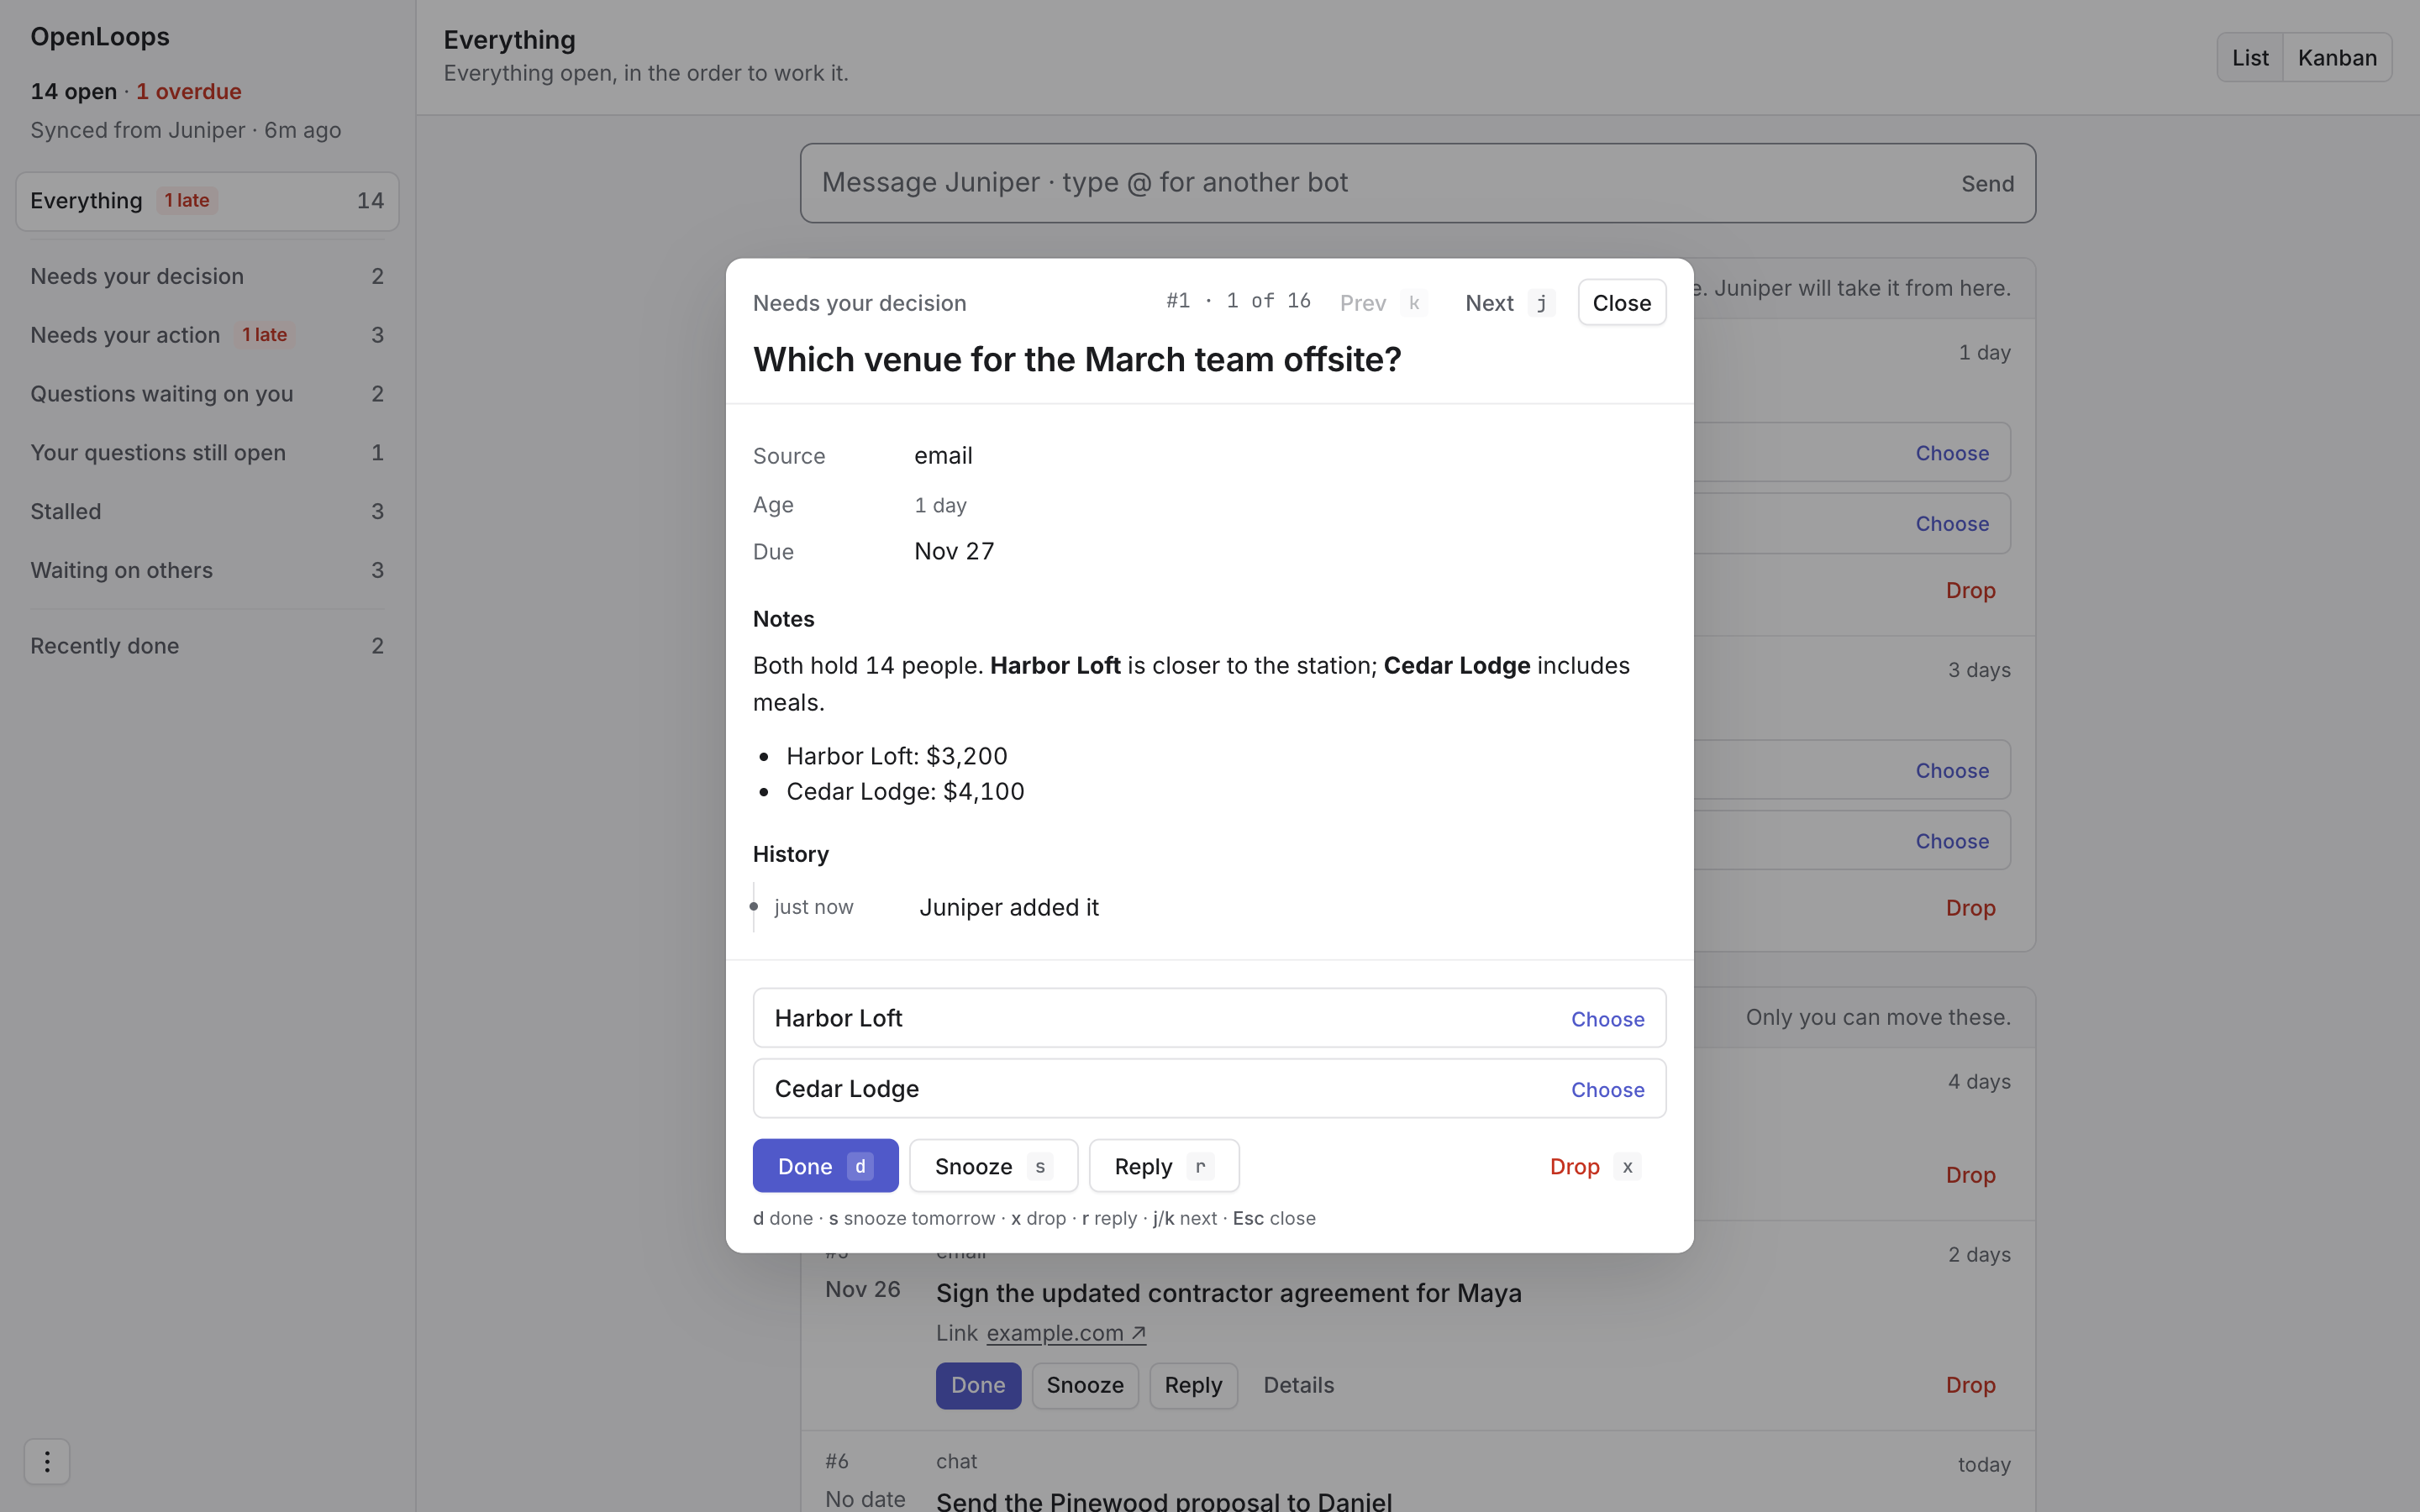 OpenLoops
14 open · 1 overdue
Synced from Juniper · 6m ago
Everything 1 late 14
Needs your decision 2
Needs your action 1 late 3
Questions waiting on you 2
Your questions still open 1
Stalled 3
Waiting on others 3
Recently done 2
Everything
Everything open, in the order to work it.
List Kanban
Message Juniper · type @ for another bot Send
Juniper will take it from here.
1 day
Choose
Choose
Drop
3 days
Choose
Choose
Drop
Only you can move these.
4 days
Drop
Needs your decision #1 · 1 of 16 Prev k Next j Close
Which venue for the March team offsite?
Source email
Age 1 day
Due Nov 27
Notes
Both hold 14 people. Harbor Loft is closer to the station; Cedar Lodge includes
meals.
• Harbor Loft: $3,200
• Cedar Lodge: $4,100
History
just now Juniper added it
Harbor Loft Choose
Cedar Lodge Choose
Done d Snooze s Reply r Drop x
d done · s snooze tomorrow · x drop · r reply · j/k next · Esc close
2 days
Nov 26 Sign the updated contractor agreement for Maya
Link example.com ↗
Done Snooze Reply Details Drop
#6 chat today
No date Send the Pinewood proposal to Daniel